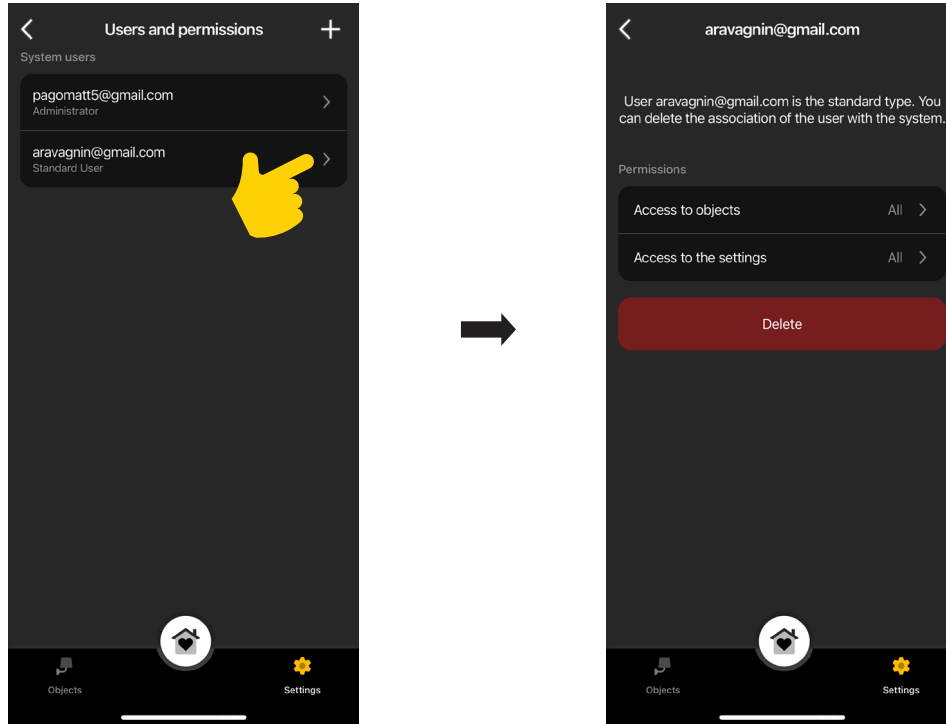 Users and permissions
System users
pagomatt5@gmail.com
Administrator
aravagnin@gmail.com
Standard User
Objects
Settings
aravagnin@gmail.com
User aravagnin@gmail.com is the standard type. You
can delete the association of the user with the system.
Permissions
Access to objects All
Access to the settings All
Delete
Objects
Settings